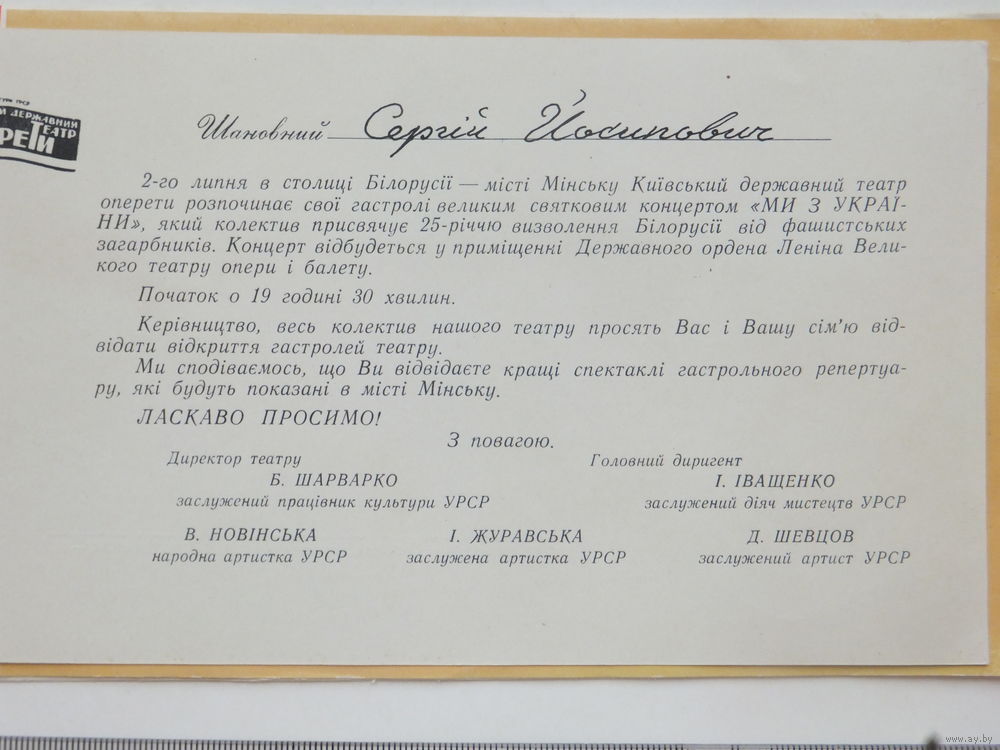 ДЕРЖАВНИЙ
ТЕАТР
РЕТИ
Шановний Сергій Йосипович
2-го липня в столиці Білорусії — місті Мінську Київський державний театр
оперети розпочинає свої гастролі великим святковим концертом «МИ З УКРАЇ-
НИ», який колектив присвячує 25-річчю визволення Білорусії від фашистських
загарбників. Концерт відбудеться у приміщенні Державного ордена Леніна Вели-
кого театру опери і балету.
Початок о 19 годині 30 хвилин.
Керівництво, весь колектив нашого театру просять Вас і Вашу сім'ю від-
відати відкриття гастролей театру.
Ми сподіваємось, що Ви відвідаєте кращі спектаклі гастрольного репертуа-
ру, які будуть показані в місті Мінську.
ЛАСКАВО ПРОСИМО!
З повагою.
Директор театру Головний диригент
Б. ШАРВАРКО І. ІВАЩЕНКО
заслужений працівник культури УРСР заслужений діяч мистецтв УРСР
В. НОВІНСЬКА І. ЖУРАВСЬКА Д. ШЕВЦОВ
народна артистка УРСР заслужена артистка УРСР заслужений артист УРСР
www.ay.by